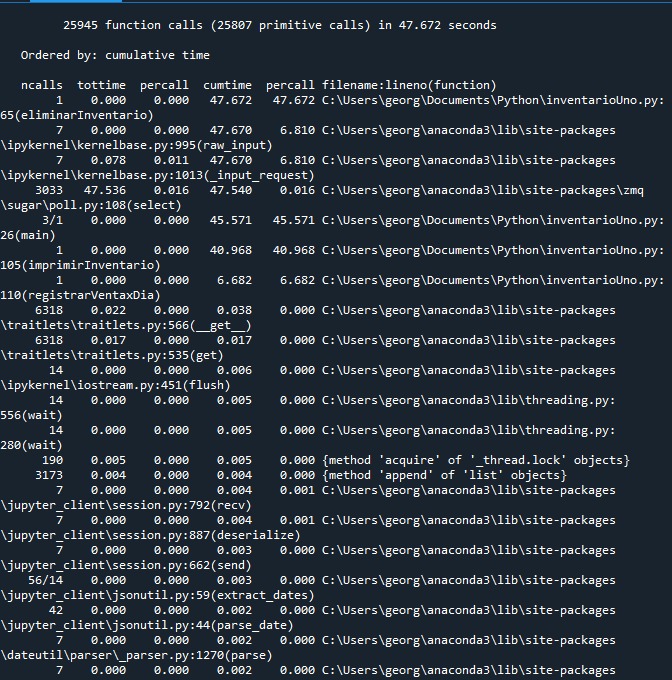 25945 function calls (25807 primitive calls) in 47.672 seconds
Ordered by: cumulative time
ncalls tottime percall cumtime percall filename:lineno(function)
1 0.000 0.000 47.672 47.672 C:\Users\georg\Documents\Python\inventarioUno.py:
65(eliminarInventario)
7 0.000 0.000 47.670 6.810 C:\Users\georg\anaconda3\lib\site-packages
\ipykernel\kernelbase.py:995(raw_input)
7 0.078 0.011 47.670 6.810 C:\Users\georg\anaconda3\lib\site-packages
\ipykernel\kernelbase.py:1013(_input_request)
3033 47.536 0.016 47.540 0.016 C:\Users\georg\anaconda3\lib\site-packages\zmq
\sugar\poll.py:108(select)
3/1 0.000 0.000 45.571 45.571 C:\Users\georg\Documents\Python\inventarioUno.py:
26(main)
1 0.000 0.000 40.968 40.968 C:\Users\georg\Documents\Python\inventarioUno.py:
105(imprimirInventario)
1 0.000 0.000 6.682 6.682 C:\Users\georg\Documents\Python\inventarioUno.py:
110(registrarVentaxDia)
6318 0.022 0.000 0.038 0.000 C:\Users\georg\anaconda3\lib\site-packages
\traitlets\traitlets.py:566(__get__)
6318 0.017 0.000 0.017 0.000 C:\Users\georg\anaconda3\lib\site-packages
\traitlets\traitlets.py:535(get)
14 0.000 0.000 0.006 0.000 C:\Users\georg\anaconda3\lib\site-packages
\ipykernel\iostream.py:451(flush)
14 0.000 0.000 0.005 0.000 C:\Users\georg\anaconda3\lib\threading.py:
556(wait)
14 0.000 0.000 0.005 0.000 C:\Users\georg\anaconda3\lib\threading.py:
280(wait)
190 0.005 0.000 0.005 0.000 {method 'acquire' of '_thread.lock' objects}
3173 0.004 0.000 0.004 0.000 {method 'append' of 'list' objects}
7 0.000 0.000 0.004 0.001 C:\Users\georg\anaconda3\lib\site-packages
\jupyter_client\session.py:792(recv)
7 0.000 0.000 0.004 0.001 C:\Users\georg\anaconda3\lib\site-packages
\jupyter_client\session.py:887(deserialize)
7 0.000 0.000 0.003 0.000 C:\Users\georg\anaconda3\lib\site-packages
\jupyter_client\session.py:662(send)
56/14 0.000 0.000 0.003 0.000 C:\Users\georg\anaconda3\lib\site-packages
\jupyter_client\jsonutil.py:59(extract_dates)
42 0.000 0.000 0.002 0.000 C:\Users\georg\anaconda3\lib\site-packages
\jupyter_client\jsonutil.py:44(parse_date)
7 0.000 0.000 0.002 0.000 C:\Users\georg\anaconda3\lib\site-packages
\dateutil\parser\_parser.py:1270(parse)
7 0.000 0.000 0.002 0.000 C:\Users\georg\anaconda3\lib\site-packages